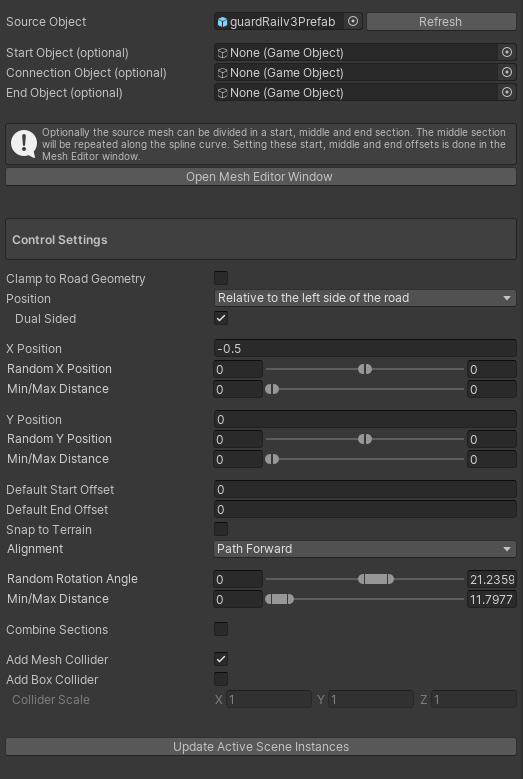 Source Object guardRailv3Prefab Refresh
Start Object (optional) None (Game Object)
Connection Object (optional) None (Game Object)
End Object (optional) None (Game Object)
Optionally the source mesh can be divided in a start, middle and end section. The middle section
will be repeated along the spline curve. Setting these start, middle and end offsets is done in the
Mesh Editor window.
Open Mesh Editor Window
Control Settings
Clamp to Road Geometry
Position Relative to the left side of the road
Dual Sided
X Position -0.5
Random X Position 0 0
Min/Max Distance 0 0
Y Position 0
Random Y Position 0 0
Min/Max Distance 0 0
Default Start Offset 0
Default End Offset 0
Snap to Terrain
Alignment Path Forward
Random Rotation Angle 0 21.2359
Min/Max Distance 0 11.7977
Combine Sections
Add Mesh Collider
Add Box Collider
Collider Scale X 1 Y 1 Z 1
Update Active Scene Instances